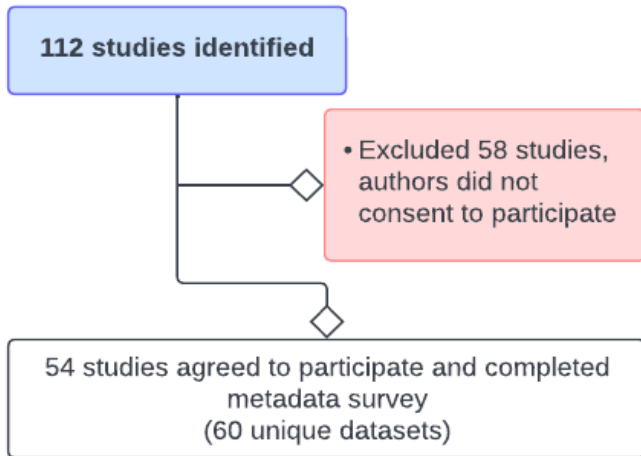 112 studies identified
• Excluded 58 studies,
authors did not
consent to participate
54 studies agreed to participate and completed
metadata survey
(60 unique datasets)